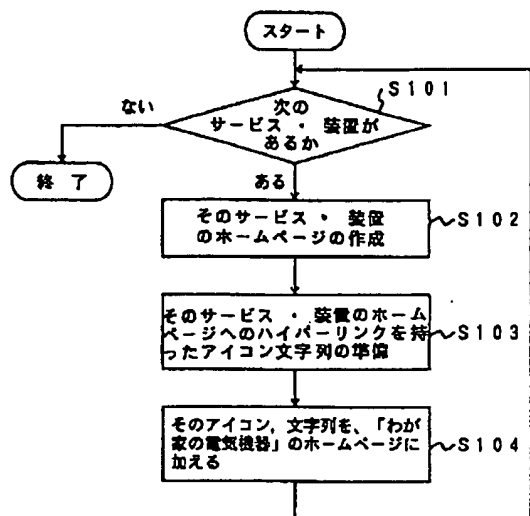 スタート
S101
次の
サービス・装置が
あるか
ない
終了
ある
そのサービス・装置
のホームページの作成
S102
そのサービス・装置のホーム
ページへのハイパーリンクを持
ったアイコン文字列の準備
S103
そのアイコン,文字列を、「わが
家の電気機器」のホームページに
加える
S104